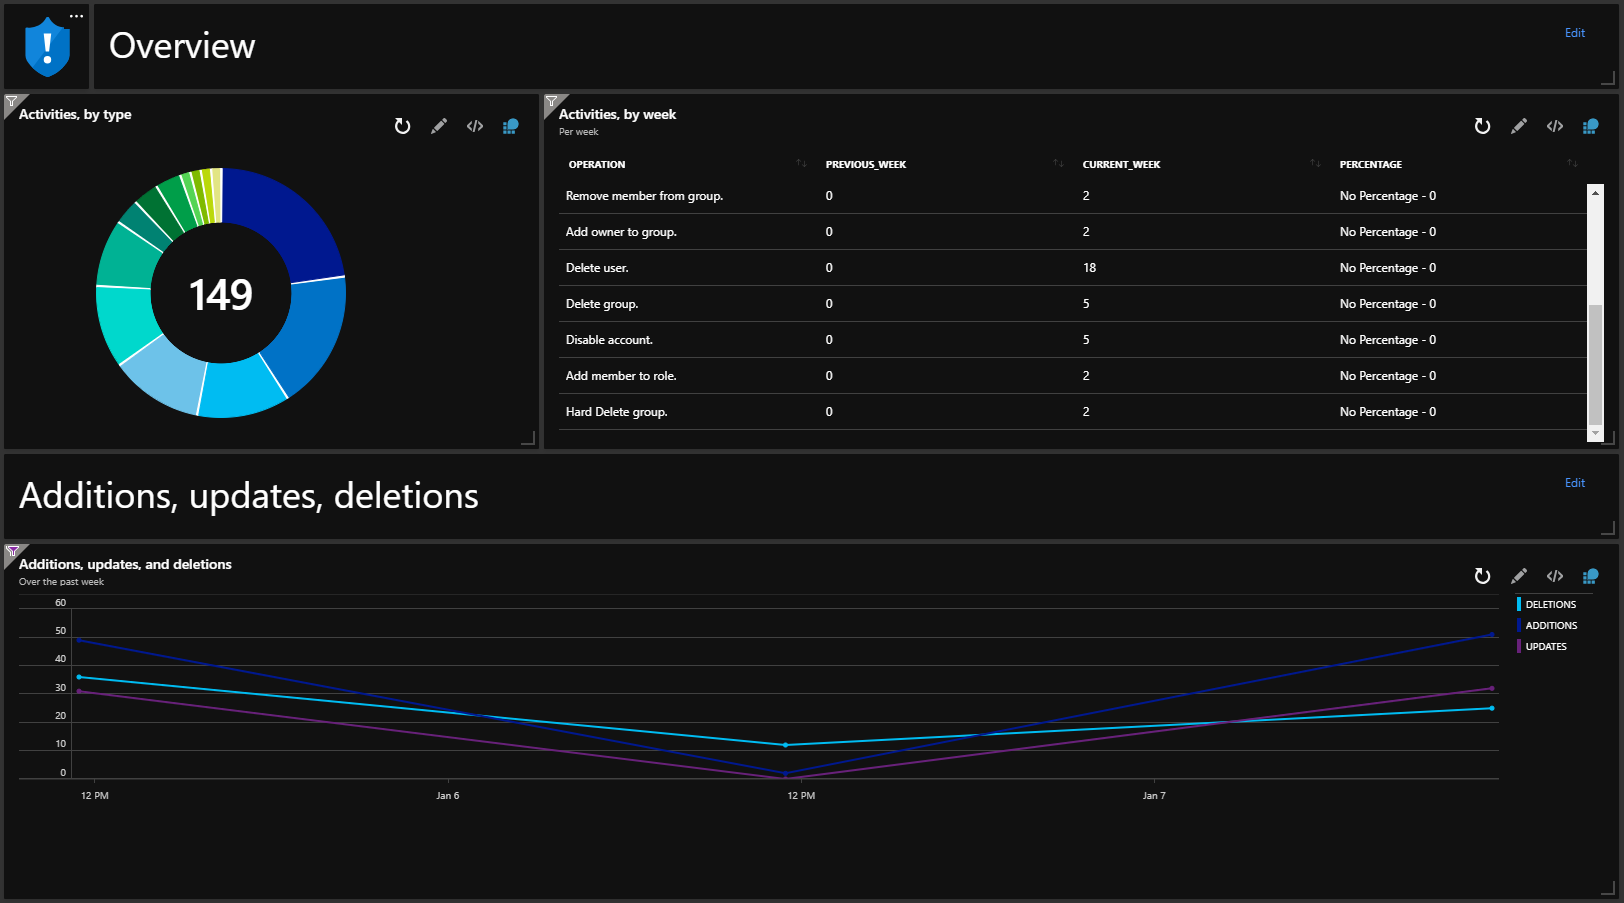 Overview
Edit
Activities, by type
149
Activities, by week
Per week
OPERATION PREVIOUS_WEEK CURRENT_WEEK PERCENTAGE
Remove member from group. 0 2 No Percentage - 0
Add owner to group. 0 2 No Percentage - 0
Delete user. 0 18 No Percentage - 0
Delete group. 0 5 No Percentage - 0
Disable account. 0 5 No Percentage - 0
Add member to role. 0 2 No Percentage - 0
Hard Delete group. 0 2 No Percentage - 0
Additions, updates, deletions
Edit
Additions, updates, and deletions
Over the past week
60
50
40
30
20
10
0
12 PM Jan 6 12 PM Jan 7
DELETIONS
ADDITIONS
UPDATES